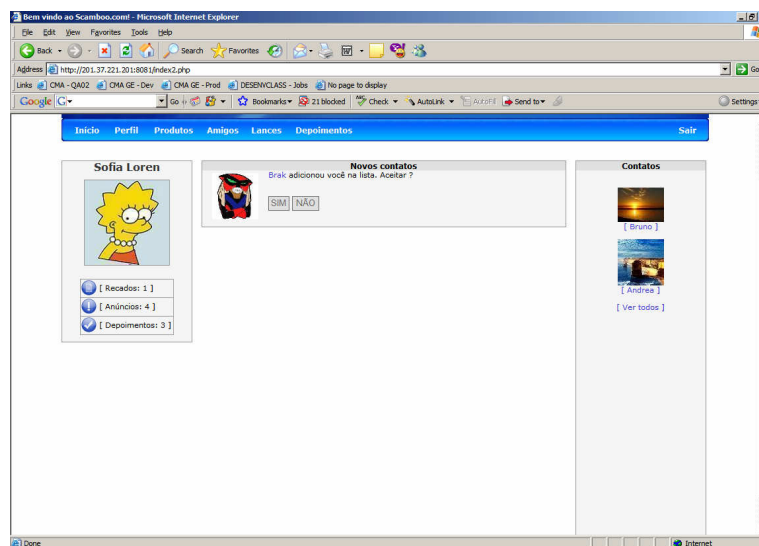 Bem vindo ao Scamboo.com! - Microsoft Internet Explorer
File Edit View Favorites Tools Help
Back Search Favorites
Address http://201.37.221.201:8081/index2.php Go
Links CMA - QA02 CMA GE - Dev CMA GE - Prod DESENVCLASS - Jobs No page to display
Google G Go Bookmarks 21 blocked Check AutoLink AutoFill Send to Settings
Início Perfil Produtos Amigos Lances Depoimentos Sair
Sofia Loren
[ Recados: 1 ]
[ Anúncios: 4 ]
[ Depoimentos: 3 ]
Novos contatos
Brak adicionou você na lista. Aceitar ?
SIM NÃO
Contatos
[ Bruno ]
[ Andrea ]
[ Ver todos ]
Done Internet